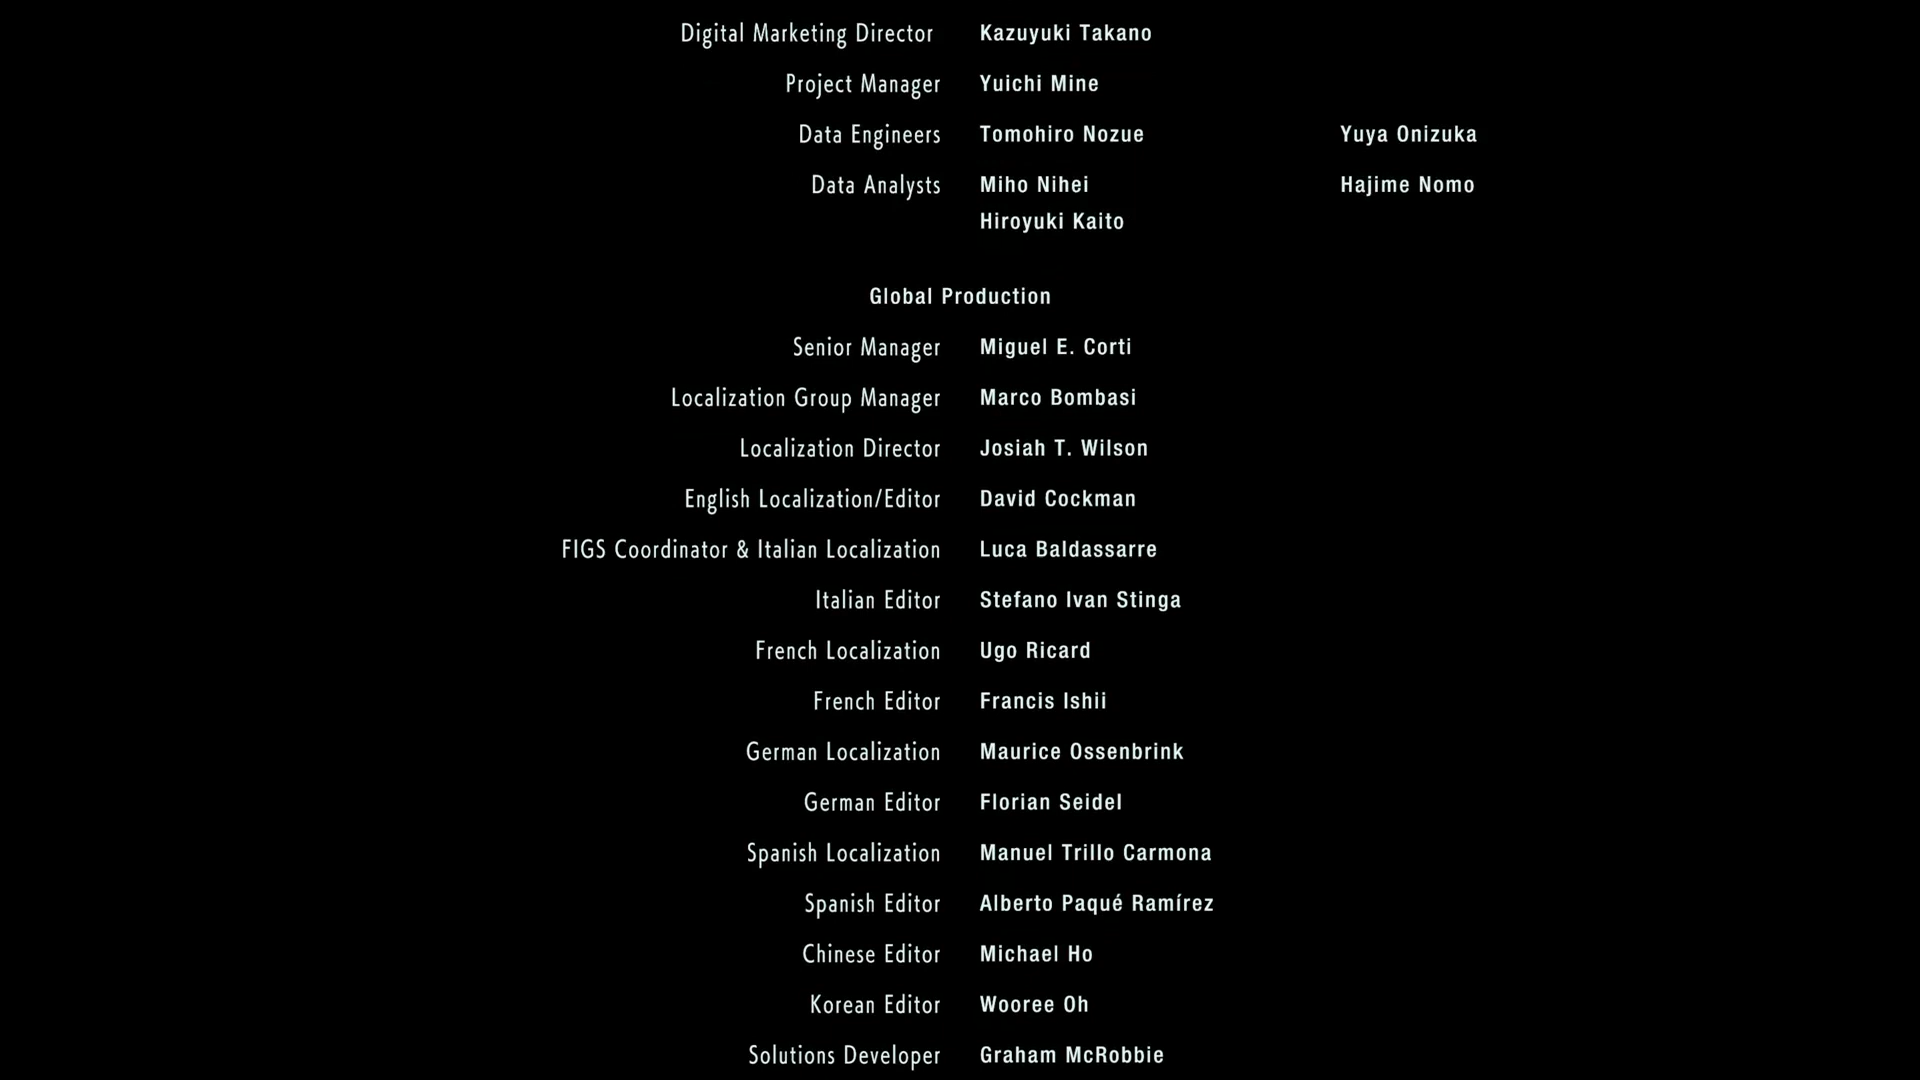 Digital Marketing Director Kazuyuki Takano
Project Manager Yuichi Mine
Data Engineers Tomohiro Nozue Yuya Onizuka
Data Analysts Miho Nihei Hajime Nomo
Hiroyuki Kaito
Global Production
Senior Manager Miguel E. Corti
Localization Group Manager Marco Bombasi
Localization Director Josiah T. Wilson
English Localization/Editor David Cockman
FIGS Coordinator & Italian Localization Luca Baldassarre
Italian Editor Stefano Ivan Stinga
French Localization Ugo Ricard
French Editor Francis Ishii
German Localization Maurice Ossenbrink
German Editor Florian Seidel
Spanish Localization Manuel Trillo Carmona
Spanish Editor Alberto Paqué Ramírez
Chinese Editor Michael Ho
Korean Editor Wooree Oh
Solutions Developer Graham McRobbie